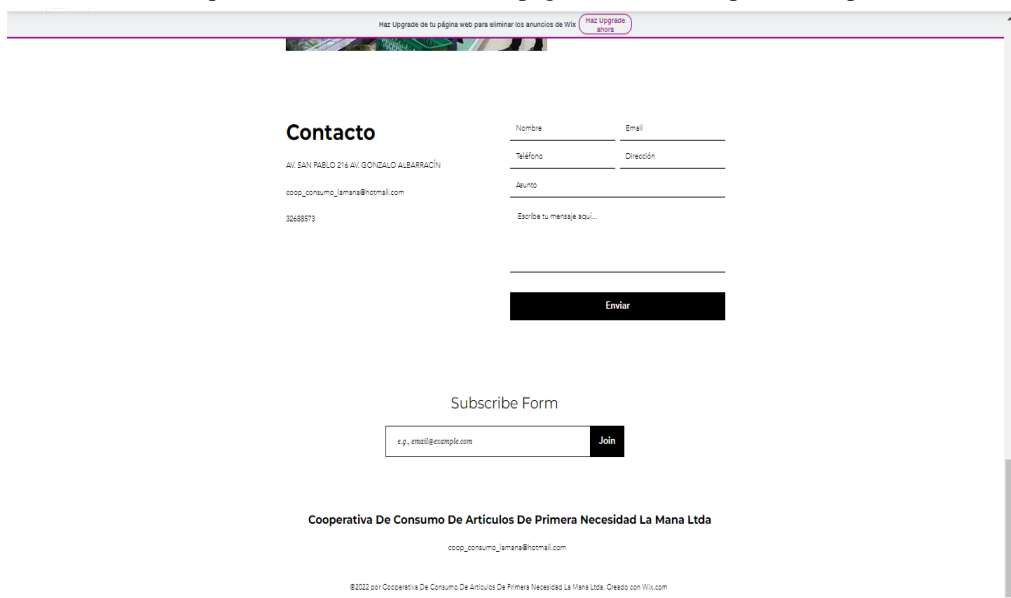 Haz Upgrade de tu página web para eliminar los anuncios de Wix
Haz Upgrade
ahora
Contacto
AV. SAN PABLO 216 AV. GONZALO ALBARRACÍN
coop_consumo_lamana@hotmail.com
32688573
Nombre
Email
Teléfono
Dirección
Asunto
Escribe tu mensaje aquí...
Enviar
Subscribe Form
e.g., email@example.com
Join
Cooperativa De Consumo De Articulos De Primera Necesidad La Mana Ltda
coop_consumo_lamana@hotmail.com
©2022 por Cooperativa De Consumo De Articulos De Primera Necesidad La Mana Ltda. Creado con Wix.com